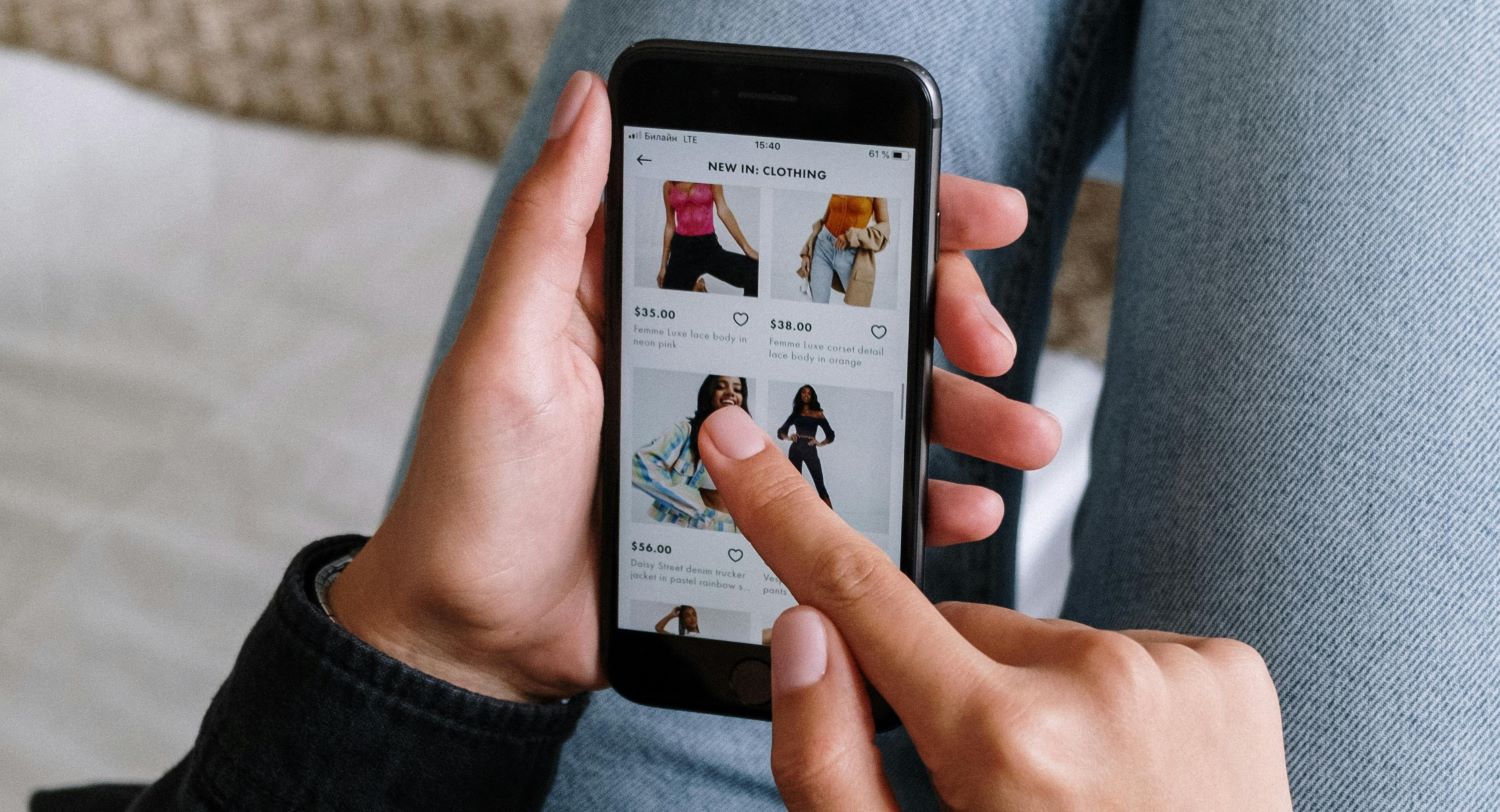 Билайн LTE 15:40 61 %
NEW IN: CLOTHING
$35.00
Femme Luxe lace body in
neon pink
$38.00
Femme Luxe corset detail
lace body in orange
$56.00
Daisy Street denim trucker
jacket in pastel rainbow s...
pants